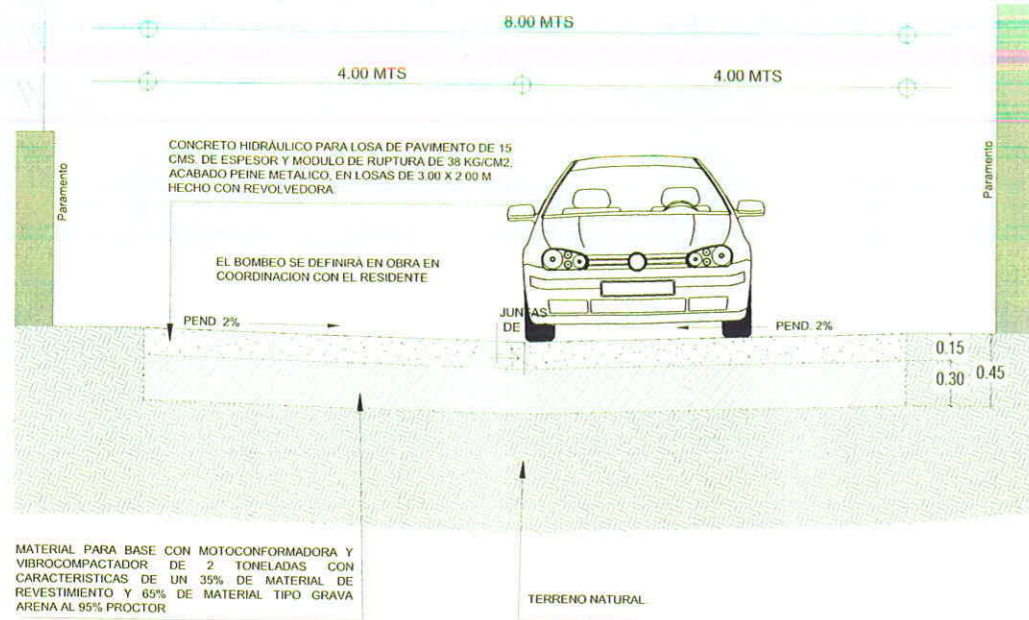 8.00 MTS
4.00 MTS
4.00 MTS
CONCRETO HIDRÁULICO PARA LOSA DE PAVIMENTO DE 15
CMS. DE ESPESOR Y MODULO DE RUPTURA DE 38 KG/CM2,
ACABADO PEINE METALICO, EN LOSAS DE 3.00 X 2.00 M
HECHO CON REVOLVEDORA.
Paramento
Paramento
EL BOMBEO SE DEFINIRÁ EN OBRA EN
COORDINACION CON EL RESIDENTE
PEND. 2%
JUNTAS
DE
PEND. 2%
0.15
0.30
0.45
MATERIAL PARA BASE CON MOTOCONFORMADORA Y
VIBROCOMPACTADOR DE 2 TONELADAS CON
CARACTERISTICAS DE UN 35% DE MATERIAL DE
REVESTIMIENTO Y 65% DE MATERIAL TIPO GRAVA
ARENA AL 95% PROCTOR
TERRENO NATURAL